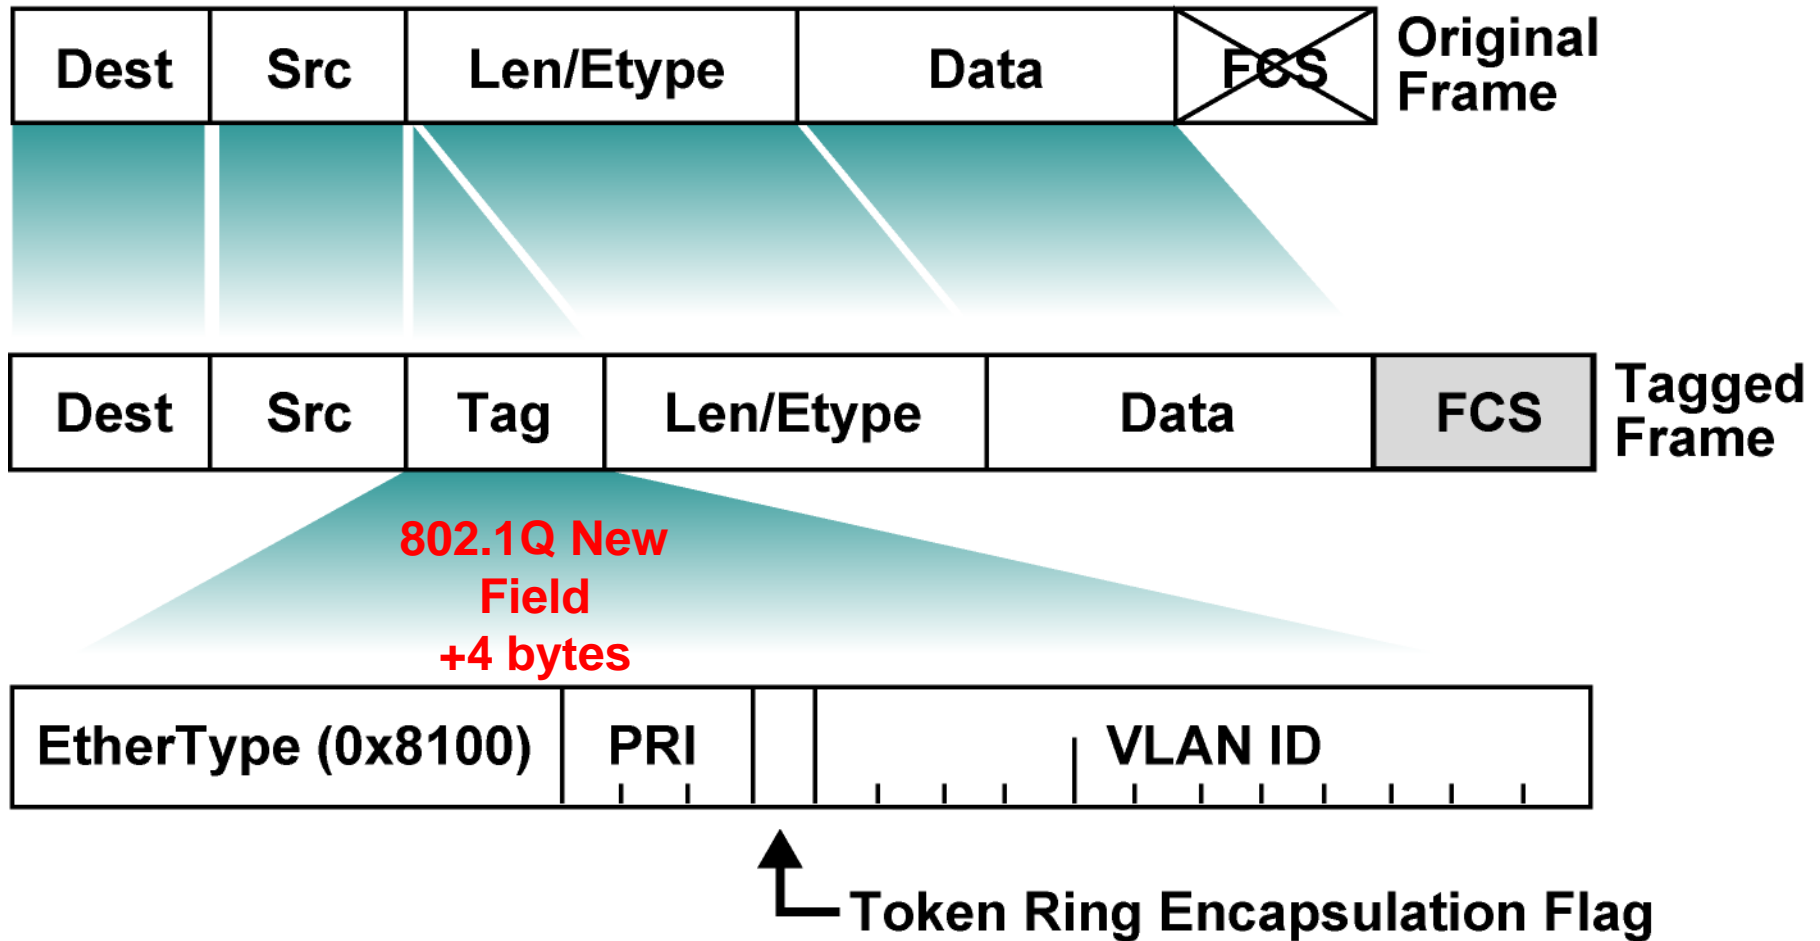 Dest Src Len/Etype Data FCS Original
Frame
Dest Src Tag Len/Etype Data FCS Tagged
Frame
802.1Q New
Field
+4 bytes
EtherType (0x8100) PRI VLAN ID
Token Ring Encapsulation Flag